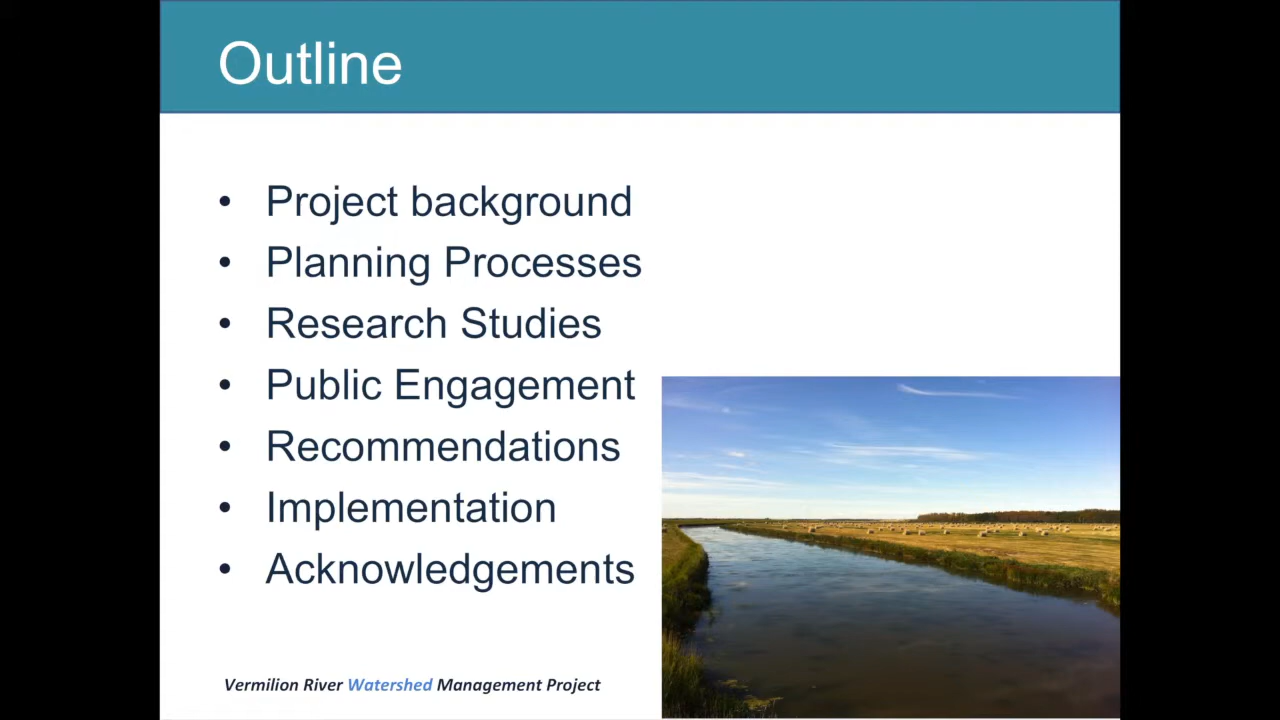 Outline
• Project background
• Planning Processes
• Research Studies
• Public Engagement
• Recommendations
• Implementation
• Acknowledgements
Vermilion River Watershed Management Project